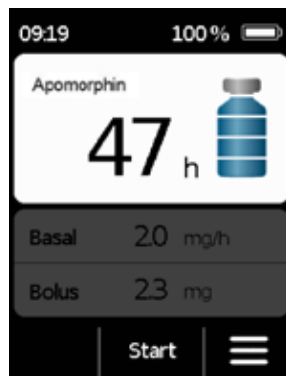 09:19 100 %
Apomorphin
47 h
Basal 2.0 mg/h
Bolus 2.3 mg
Start